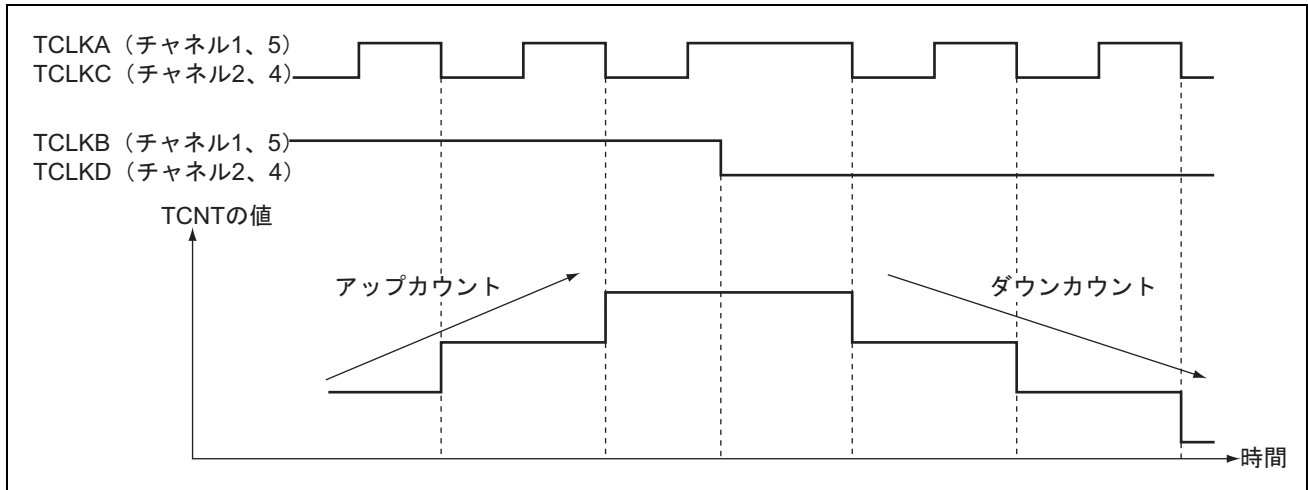 TCLKA（チャネル1、5）
TCLKC（チャネル2、4）
TCLKB（チャネル1、5）
TCLKD（チャネル2、4）
TCNTの値
アップカウント
ダウンカウント
時間